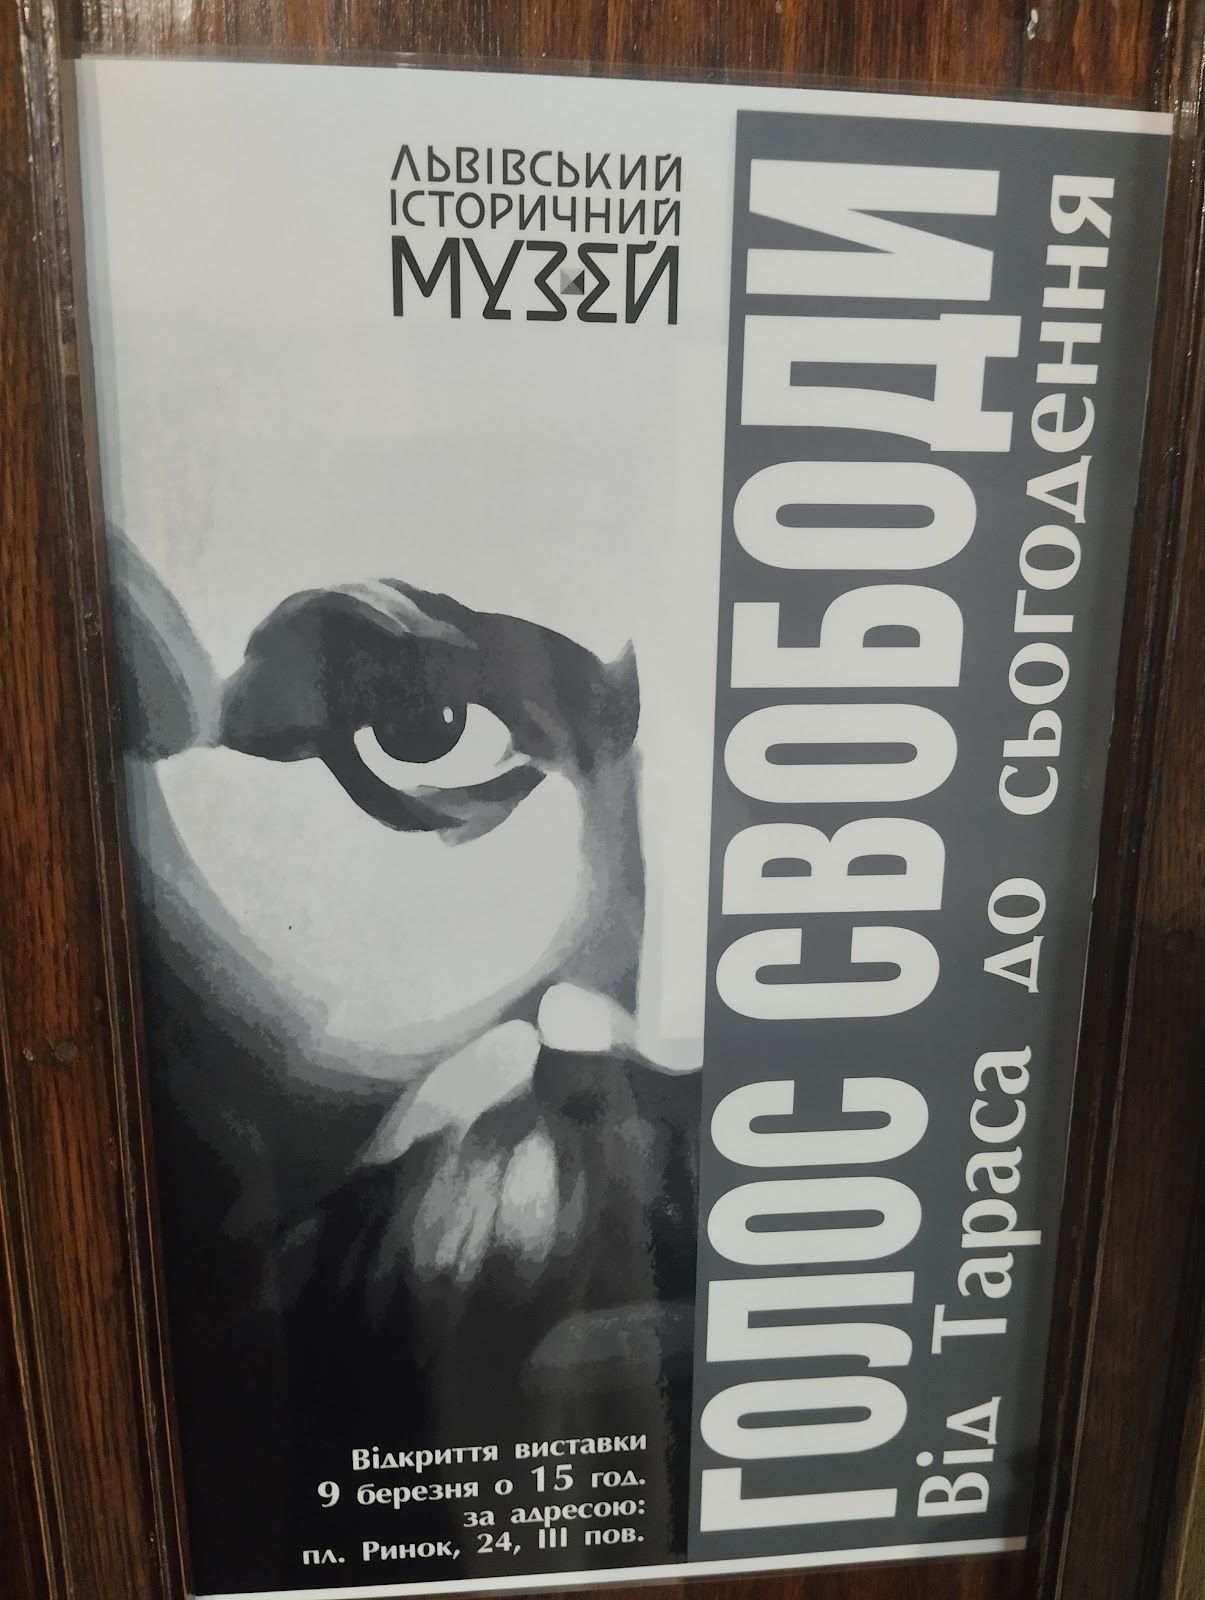 ЛЬВІВСЬКИЙ
ІСТОРИЧНИЙ
МУЗЕЙ
ГОЛОС СВОБОДИ
Від Тараса до сьогодення
Відкриття виставки
9 березня о 15 год.
за адресою:
пл. Ринок, 24, III пов.